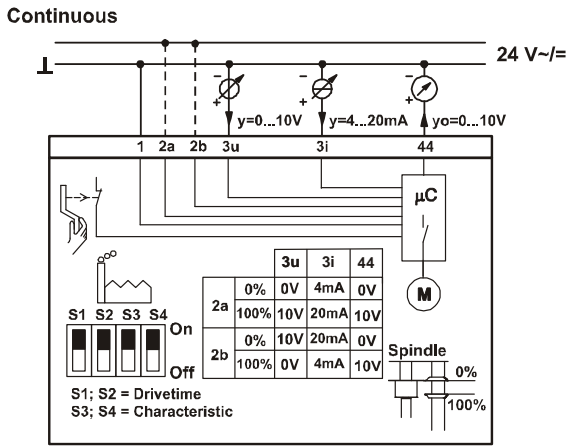 Continuous
24 V~/=
y=0...10V
y=4...20mA
yo=0...10V
1 2a 2b 3u 3i 44
µC
M
3u 3i 44
2a 0% 0V 4mA 0V
100% 10V 20mA 10V
2b 0% 10V 20mA 0V
100% 0V 4mA 10V
S1 S2 S3 S4
On
Off
S1; S2 = Drivetime
S3; S4 = Characteristic
Spindle
0%
100%